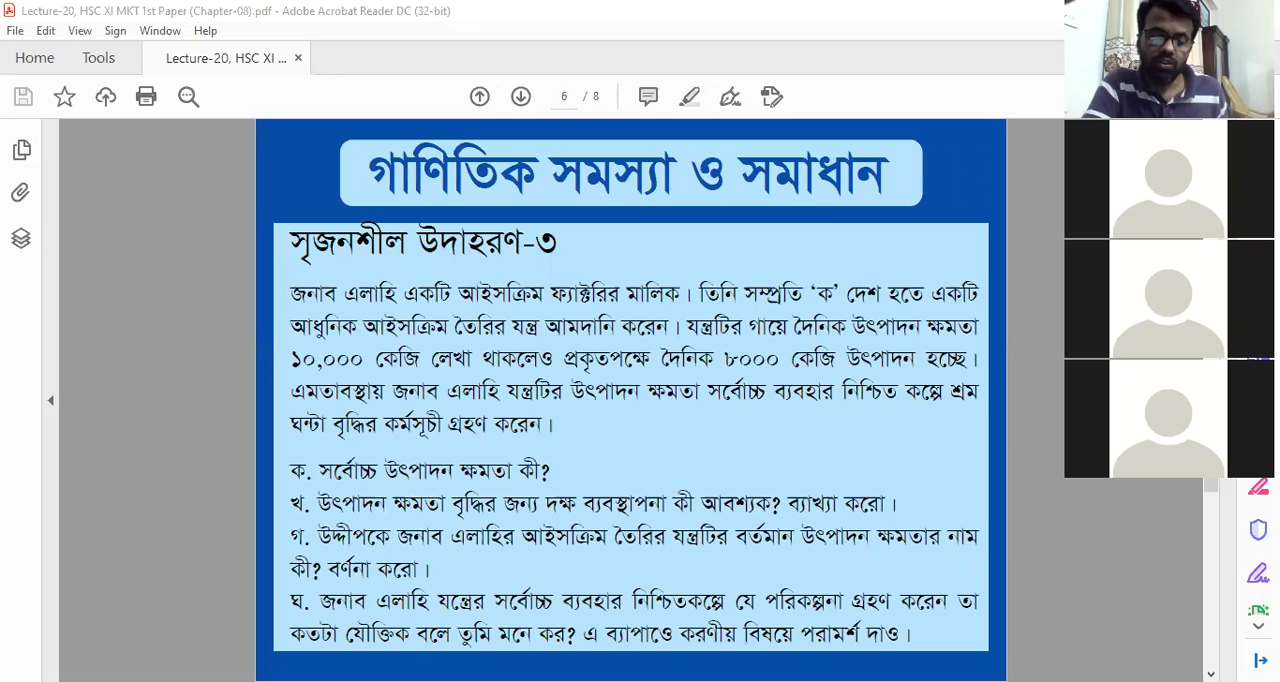 Lecture-20, HSC XI MKT 1st Paper (Chapter-08).pdf - Adobe Acrobat Reader DC (32-bit)
File Edit View Sign Window Help
Home Tools Lecture-20, HSC XI ... ×
6 / 8
গাণিতিক সমস্যা ও সমাধান
সৃজনশীল উদাহরণ-৩
জনাব এলাহি একটি আইসক্রিম ফ্যাক্টরির মালিক। তিনি সম্প্রতি ‘ক’ দেশ হতে একটি
আধুনিক আইসক্রিম তৈরির যন্ত্র আমদানি করেন। যন্ত্রটির গায়ে দৈনিক উৎপাদন ক্ষমতা
১০,০০০ কেজি লেখা থাকলেও প্রকৃতপক্ষে দৈনিক ৮০০০ কেজি উৎপাদন হচ্ছে।
এমতাবস্থায় জনাব এলাহি যন্ত্রটির উৎপাদন ক্ষমতা সর্বোচ্চ ব্যবহার নিশ্চিত কল্পে শ্রম
ঘন্টা বৃদ্ধির কর্মসূচী গ্রহণ করেন।
ক. সর্বোচ্চ উৎপাদন ক্ষমতা কী?
খ. উৎপাদন ক্ষমতা বৃদ্ধির জন্য দক্ষ ব্যবস্থাপনা কী আবশ্যক? ব্যাখ্যা করো।
গ. উদ্দীপকে জনাব এলাহির আইসক্রিম তৈরির যন্ত্রটির বর্তমান উৎপাদন ক্ষমতার নাম
কী? বর্ণনা করো।
ঘ. জনাব এলাহি যন্ত্রের সর্বোচ্চ ব্যবহার নিশ্চিতকল্পে যে পরিকল্পনা গ্রহণ করেন তা
কতটা যৌক্তিক বলে তুমি মনে কর? এ ব্যাপাওে করণীয় বিষয়ে পরামর্শ দাও।